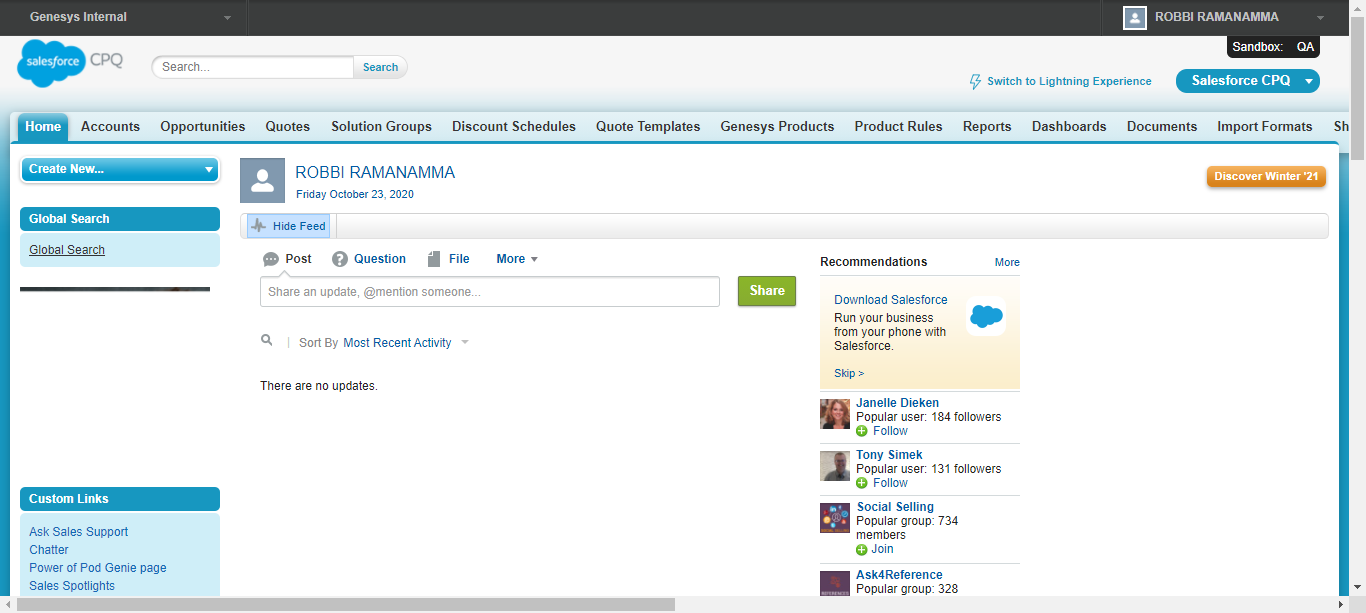 Genesys Internal
ROBBI RAMANAMMA
Sandbox: QA
salesforce CPQ
Search...
Search
Switch to Lightning Experience
Salesforce CPQ
Home Accounts Opportunities Quotes Solution Groups Discount Schedules Quote Templates Genesys Products Product Rules Reports Dashboards Documents Import Formats Sh
Create New...
Global Search
Global Search
Custom Links
Ask Sales Support
Chatter
Power of Pod Genie page
Sales Spotlights
ROBBI RAMANAMMA
Friday October 23, 2020
Discover Winter '21
Hide Feed
Post Question File More
Share an update, @mention someone...
Share
Sort By Most Recent Activity
There are no updates.
Recommendations More
Download Salesforce
Run your business
from your phone with
Salesforce.
Skip >
Janelle Dieken
Popular user: 184 followers
Follow
Tony Simek
Popular user: 131 followers
Follow
Social Selling
Popular group: 734
members
Join
Ask4Reference
Popular group: 328